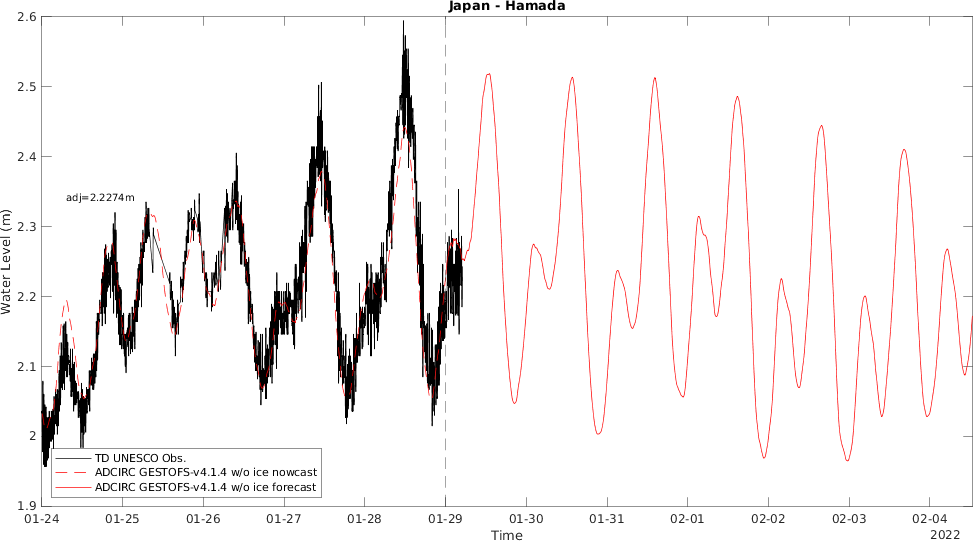 Japan - Hamada
2.6
2.5
2.4
2.3
2.2
2.1
2
1.9
Water Level (m)
adj=2.2274m
TD UNESCO Obs.
ADCIRC GESTOFS-v4.1.4 w/o ice nowcast
ADCIRC GESTOFS-v4.1.4 w/o ice forecast
01-24 01-25 01-26 01-27 01-28 01-29 01-30 01-31 02-01 02-02 02-03 02-04
Time
2022